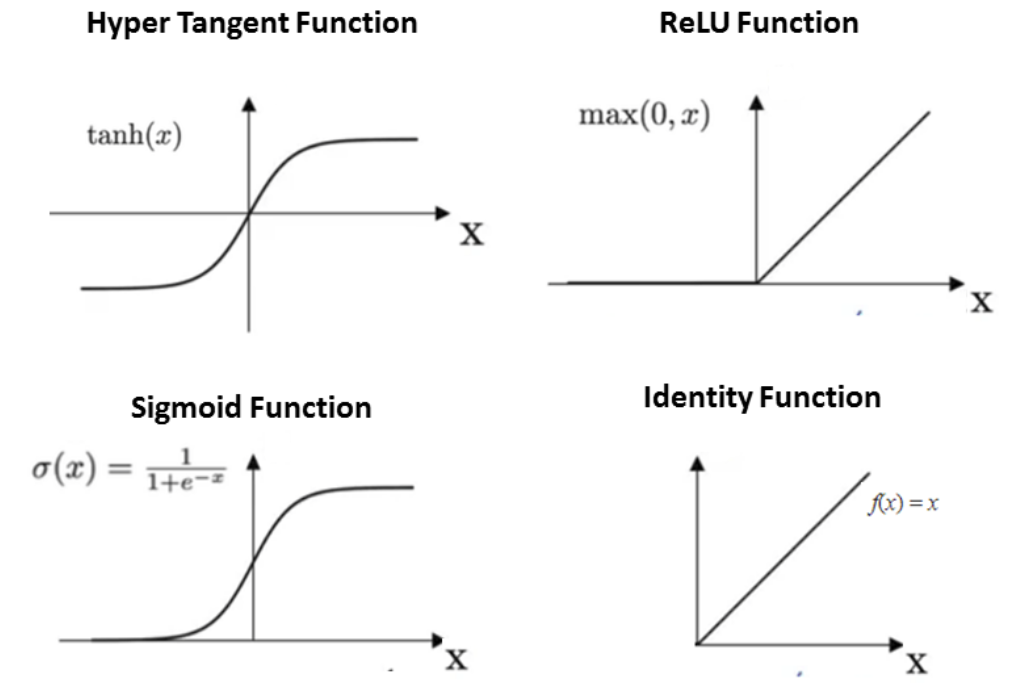 Hyper Tangent Function
tanh(x)
X
ReLU Function
max(0, x)
X
Sigmoid Function
σ(x) = 1/(1+e^{-x})
X
Identity Function
f(x) = x
X